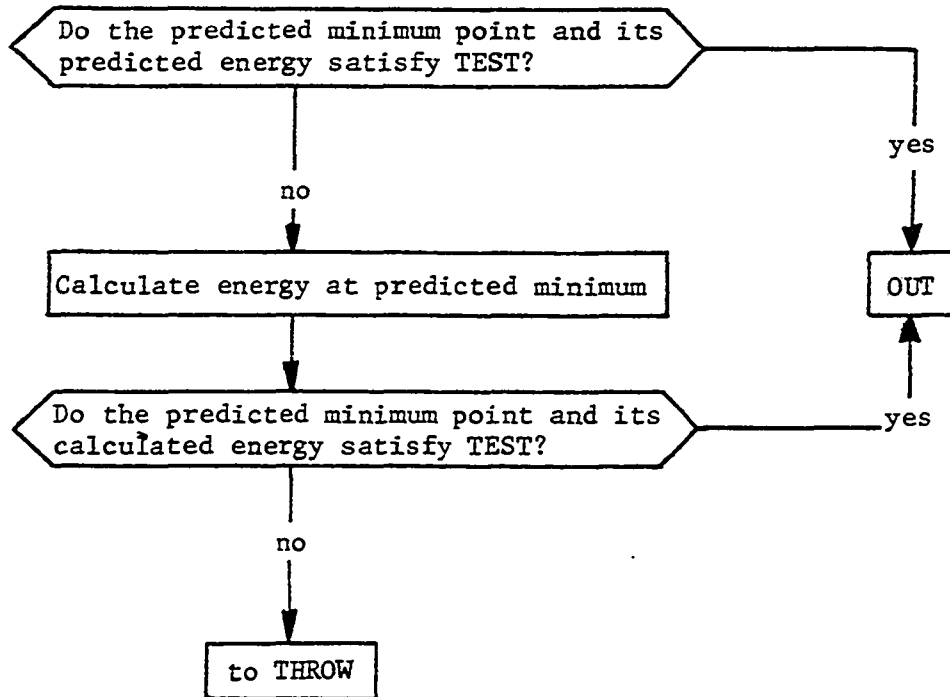 Do the predicted minimum point and its
predicted energy satisfy TEST?
yes
no
Calculate energy at predicted minimum
OUT
Do the predicted minimum point and its
calculated energy satisfy TEST?
yes
no
to THROW